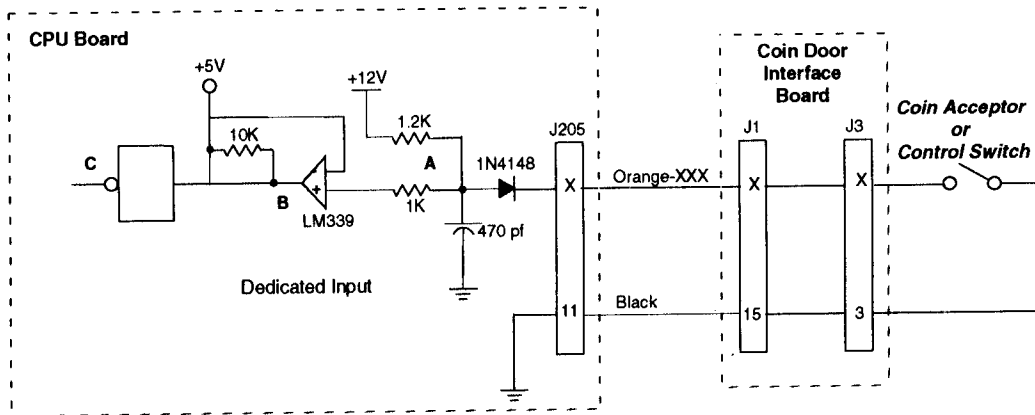 CPU Board
+5V
+12V
10K
1.2K
C
B
A
+
LM339
1K
1N4148
470 pf
Dedicated Input
J205
X
11
Orange-XXX
Black
Coin Door
Interface
Board
J1
X
15
J3
X
3
Coin Acceptor
or
Control Switch